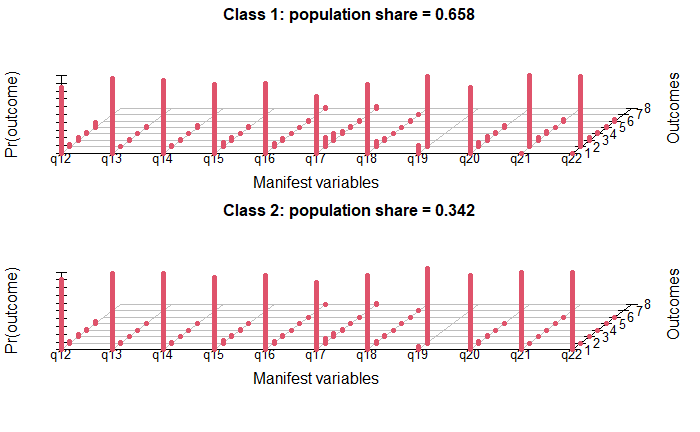 Class 1: population share = 0.658
Pr(outcome)
Outcomes
1 2 3 4 5 6 7 8
q12 q13 q14 q15 q16 q17 q18 q19 q20 q21 q22
Manifest variables
Class 2: population share = 0.342
Pr(outcome)
Outcomes
1 2 3 4 5 6 7 8
q12 q13 q14 q15 q16 q17 q18 q19 q20 q21 q22
Manifest variables